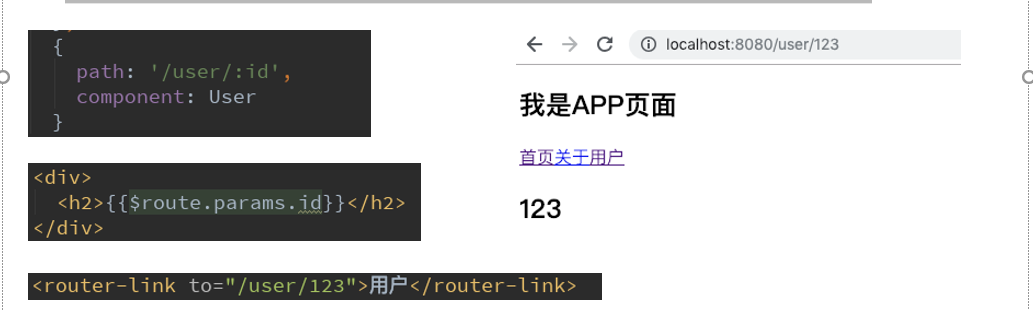 {
path: '/user/:id',
component: User
}
<div>
<h2>{{$route.params.id}}</h2>
</div>
<router-link to="/user/123">用户</router-link>
localhost:8080/user/123
我是APP页面
首页关于用户
123